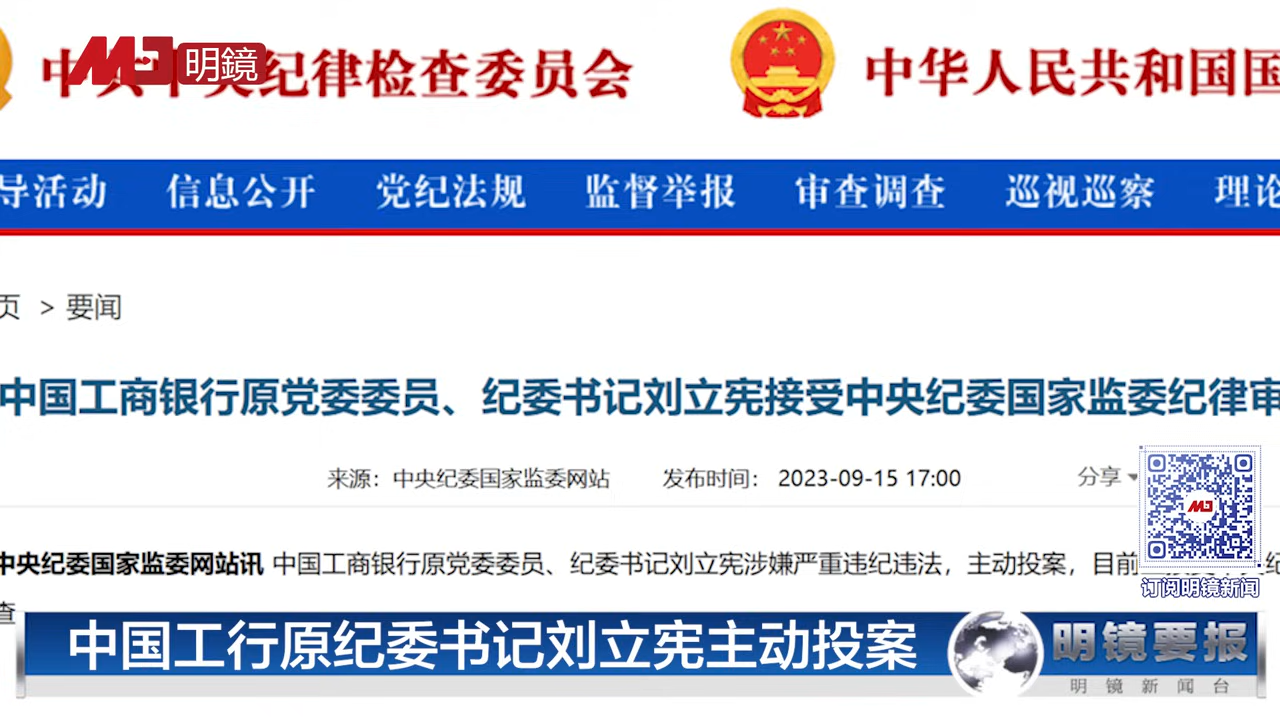 中共中央纪律检查委员会
明鏡
中华人民共和国国
导活动 信息公开 党纪法规 监督举报 审查调查 巡视巡察 理论
页 > 要闻
中国工商银行原党委委员、纪委书记刘立宪接受中央纪委国家监委纪律审
来源：中央纪委国家监委网站 发布时间： 2023-09-15 17:00 分享
中央纪委国家监委网站讯 中国工商银行原党委委员、纪委书记刘立宪涉嫌严重违纪违法，主动投案，目前
查
订阅明镜新闻
中国工行原纪委书记刘立宪主动投案
明镜要报
明镜新闻台